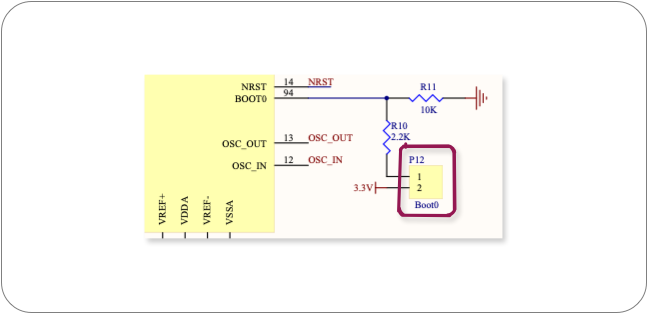 NRST 14 NRST
BOOT0 94
R11
10K
R10
2.2K
OSC_OUT 13 OSC_OUT
OSC_IN 12 OSC_IN
P12
1
3.3V 2
Boot0
VREF+
VDDA
VREF-
VSSA